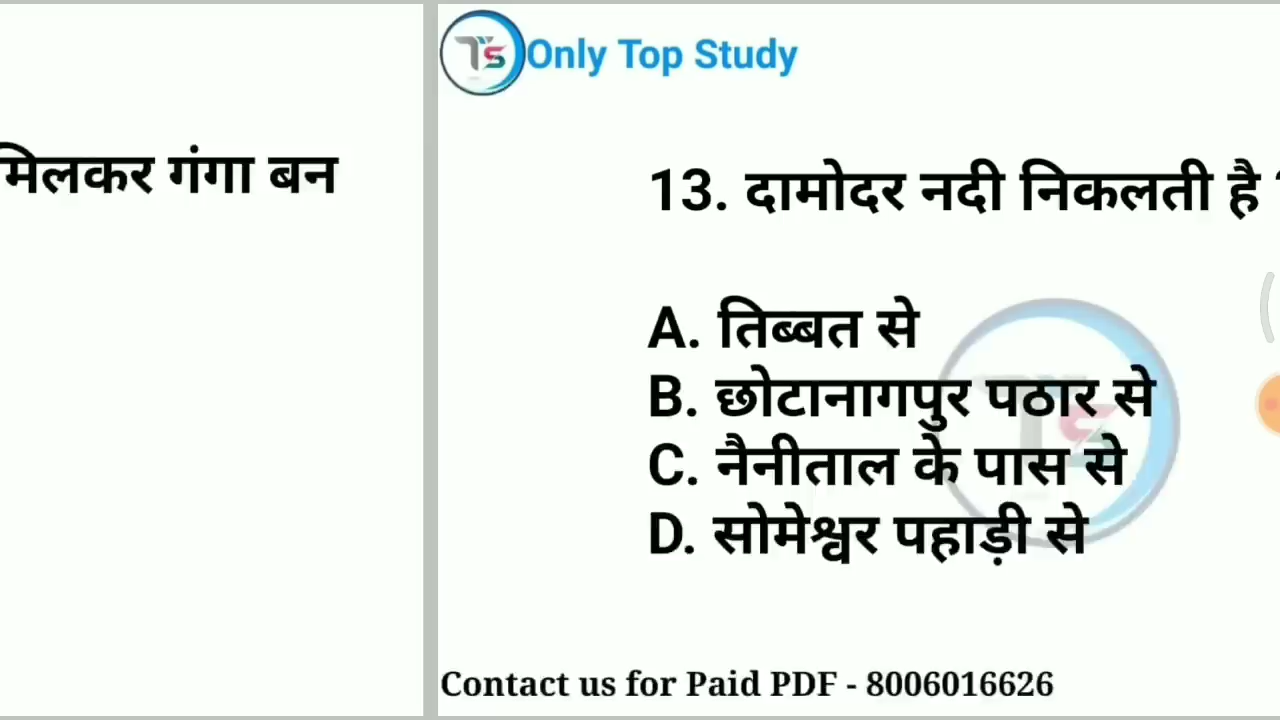 मिलकर गंगा बन
TS Only Top Study
13. दामोदर नदी निकलती है
A. तिब्बत से
B. छोटानागपुर पठार से
C. नैनीताल के पास से
D. सोमेश्वर पहाड़ी से
Contact us for Paid PDF - 8006016626